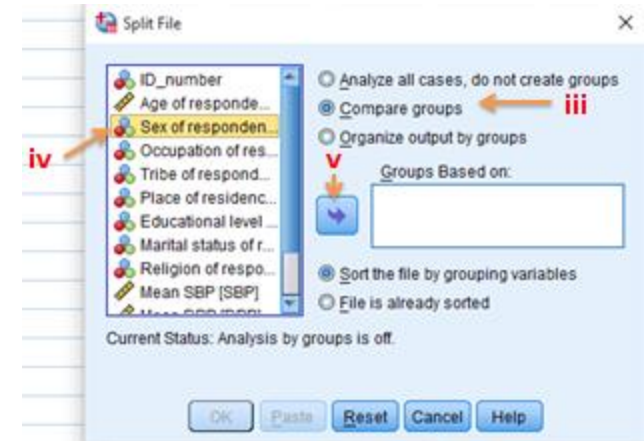 Split File
ID_number
Age of responde...
Sex of responden...
Occupation of res...
Tribe of respond...
Place of residenc...
Educational level ...
Marital status of r...
Religion of respo...
Mean SBP [SBP]
iv
Analyze all cases, do not create groups
Compare groups
iii
Organize output by groups
v
Groups Based on:
Sort the file by grouping variables
File is already sorted
Current Status: Analysis by groups is off.
OK Paste Reset Cancel Help